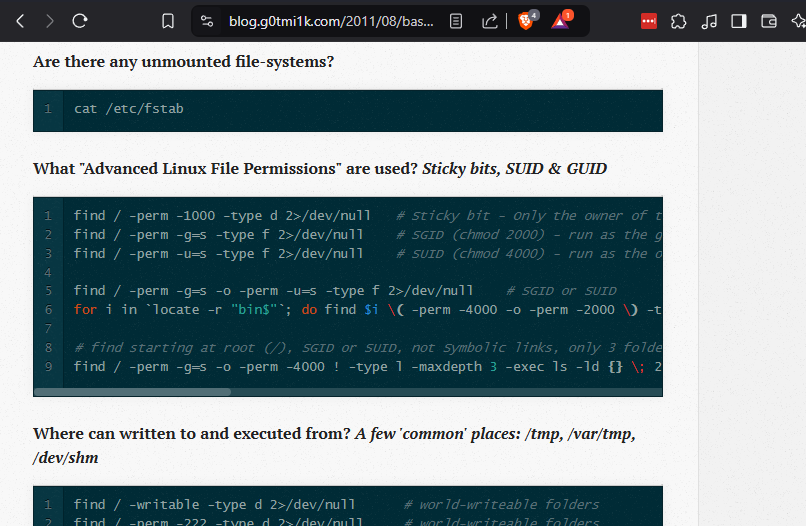 blog.g0tmi1k.com/2011/08/bas...
4
1
Are there any unmounted file-systems?
1 cat /etc/fstab
What "Advanced Linux File Permissions" are used? Sticky bits, SUID & GUID
1 find / -perm -1000 -type d 2>/dev/null   # Sticky bit - Only the owner of t
2 find / -perm -g=s -type f 2>/dev/null    # SGID (chmod 2000) - run as the g
3 find / -perm -u=s -type f 2>/dev/null    # SUID (chmod 4000) - run as the o
4
5 find / -perm -g=s -o -perm -u=s -type f 2>/dev/null    # SGID or SUID
6 for i in `locate -r "bin$"`; do find $i \( -perm -4000 -o -perm -2000 \) -t
7
8 # find starting at root (/), SGID or SUID, not Symbolic links, only 3 folde
9 find / -perm -g=s -o -perm -4000 ! -type l -maxdepth 3 -exec ls -ld {} \; 2
Where can written to and executed from? A few 'common' places: /tmp, /var/tmp,
/dev/shm
1 find / -writable -type d 2>/dev/null      # world-writeable folders
2 find / -perm -222 -type d 2>/dev/null     # world-writeable folders